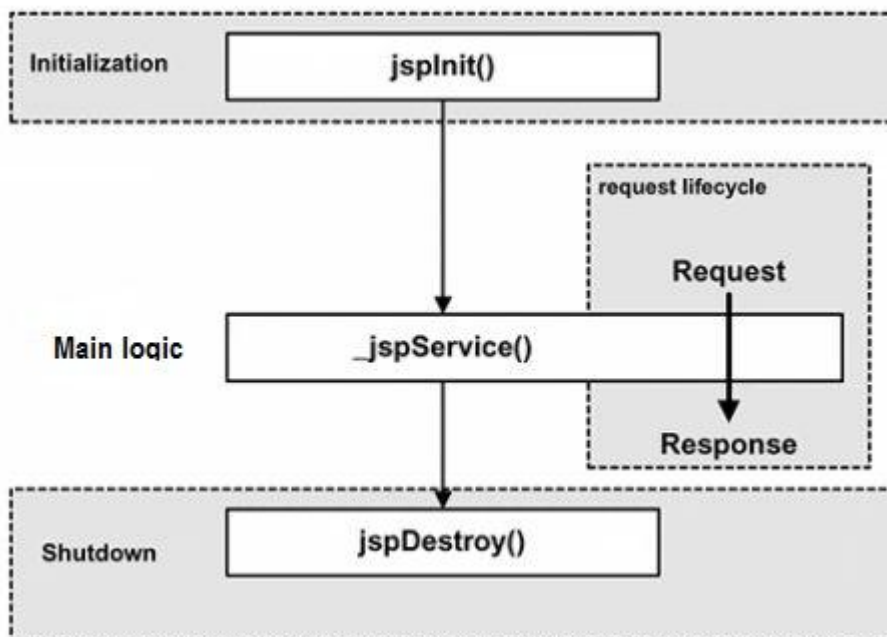 Initialization
jspInit()
request lifecycle
Request
Main logic
_jspService()
Response
Shutdown
jspDestroy()